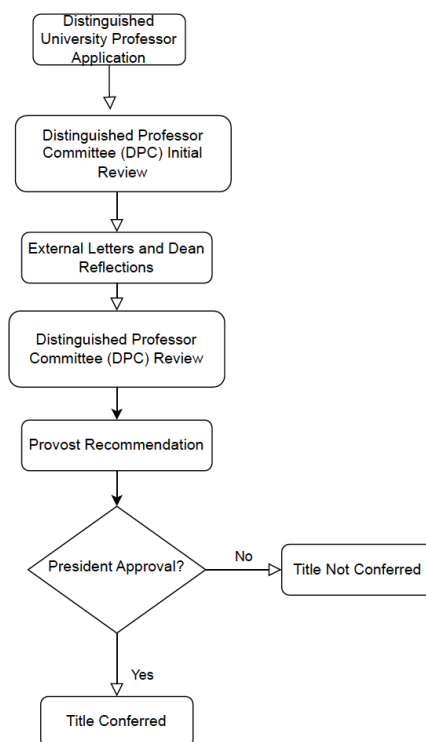 Distinguished
University Professor
Application
Distinguished Professor
Committee (DPC) Initial
Review
External Letters and Dean
Reflections
Distinguished Professor
Committee (DPC) Review
Provost Recommendation
President Approval?
No
Title Not Conferred
Yes
Title Conferred